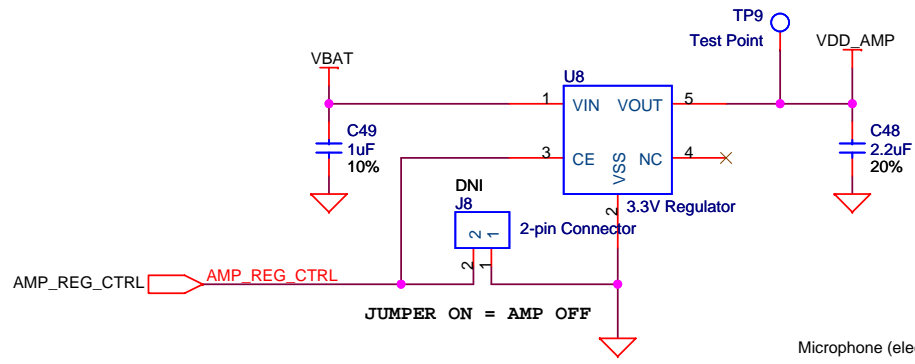 TP9
Test Point
VDD_AMP
VBAT
U8
1 VIN VOUT 5
C49
1uF
10%
C48
2.2uF
20%
3 CE VSS NC 4
2
3.3V Regulator
DNI
J8
2 1
2-pin Connector
2 1
AMP_REG_CTRL AMP_REG_CTRL
JUMPER ON = AMP OFF
Microphone (elec